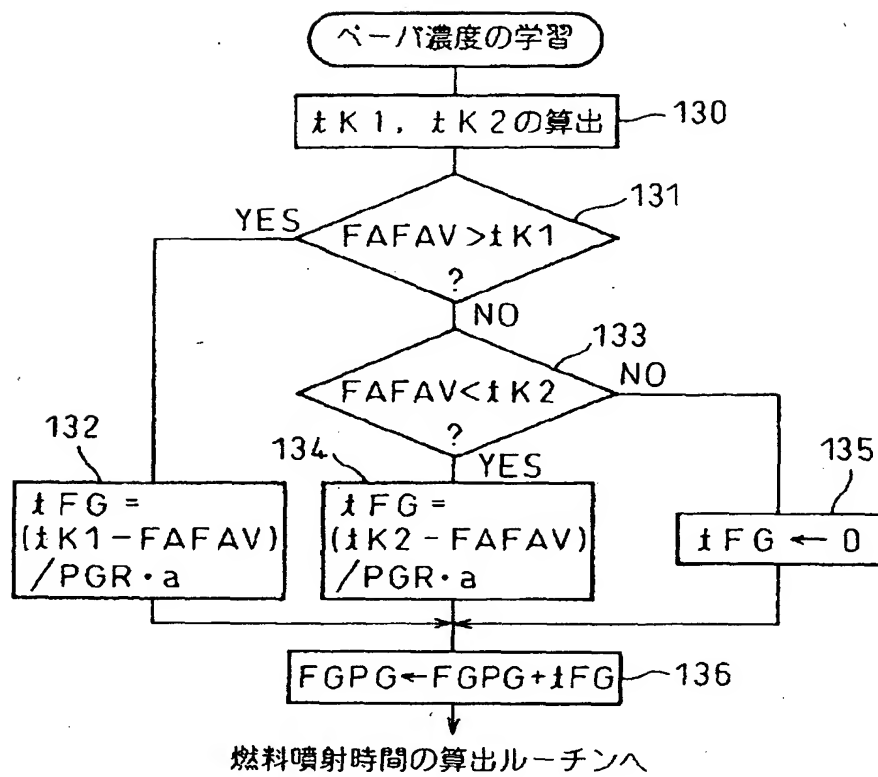 ベーパ濃度の学習
tK1, tK2の算出
130
131
YES
FAFAV>tK1
?
NO
133
FAFAV<tK2
NO
?
132
134
YES
135
tFG=
(tK1-FAFAV)
/PGR・a
tFG=
(tK2-FAFAV)
/PGR・a
tFG←0
FGPG←FGPG+tFG
136
燃料噴射時間の算出ルーチンへ